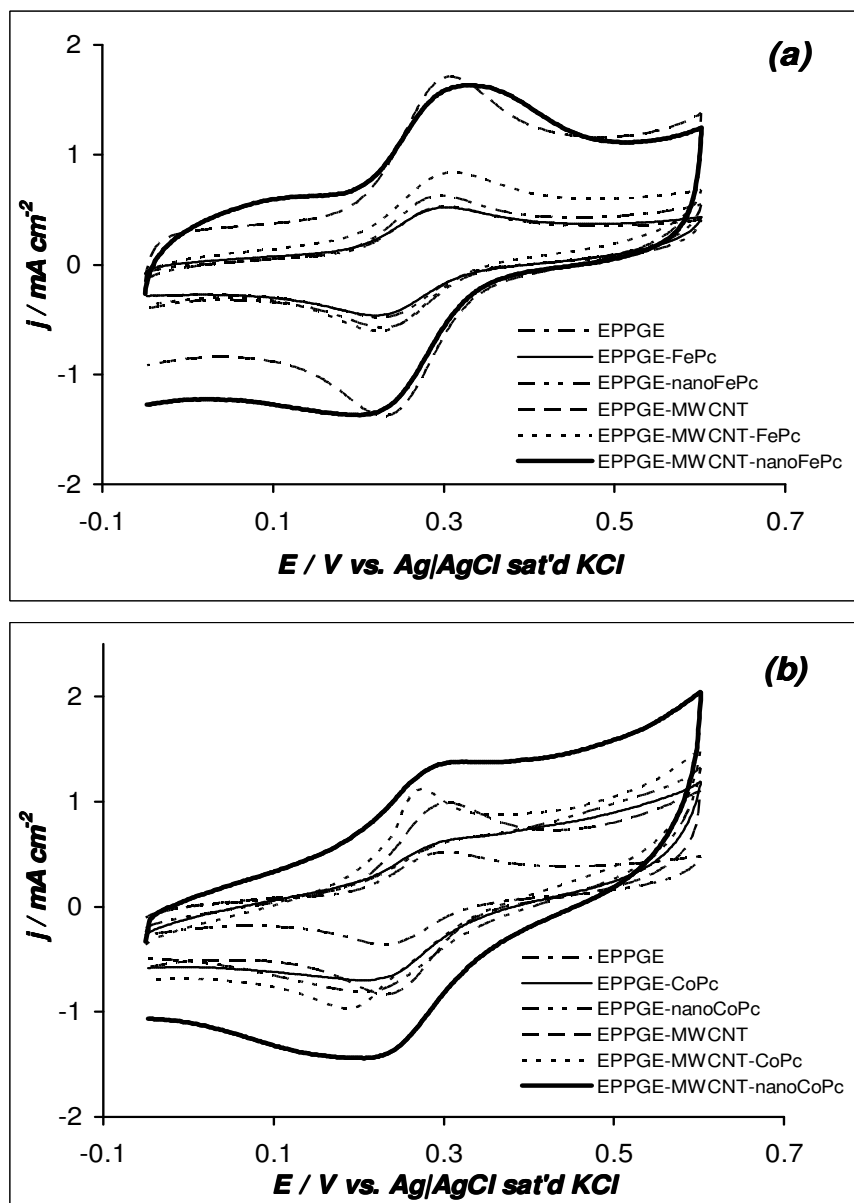 (a)
2
1
0
-1
-2
-0.1
0.1
0.3
0.5
0.7
j / mA cm-2
E / V vs. Ag|AgCl sat'd KCl
EPPGE
EPPGE-FePc
EPPGE-nanoFePc
EPPGE-MWCNT
EPPGE-MWCNT-FePc
EPPGE-MWCNT-nanoFePc
(b)
2
1
0
-1
-2
-0.1
0.1
0.3
0.5
0.7
j / mA cm-2
E / V vs. Ag|AgCl sat'd KCl
EPPGE
EPPGE-CoPc
EPPGE-nanoCoPc
EPPGE-MWCNT
EPPGE-MWCNT-CoPc
EPPGE-MWCNT-nanoCoPc